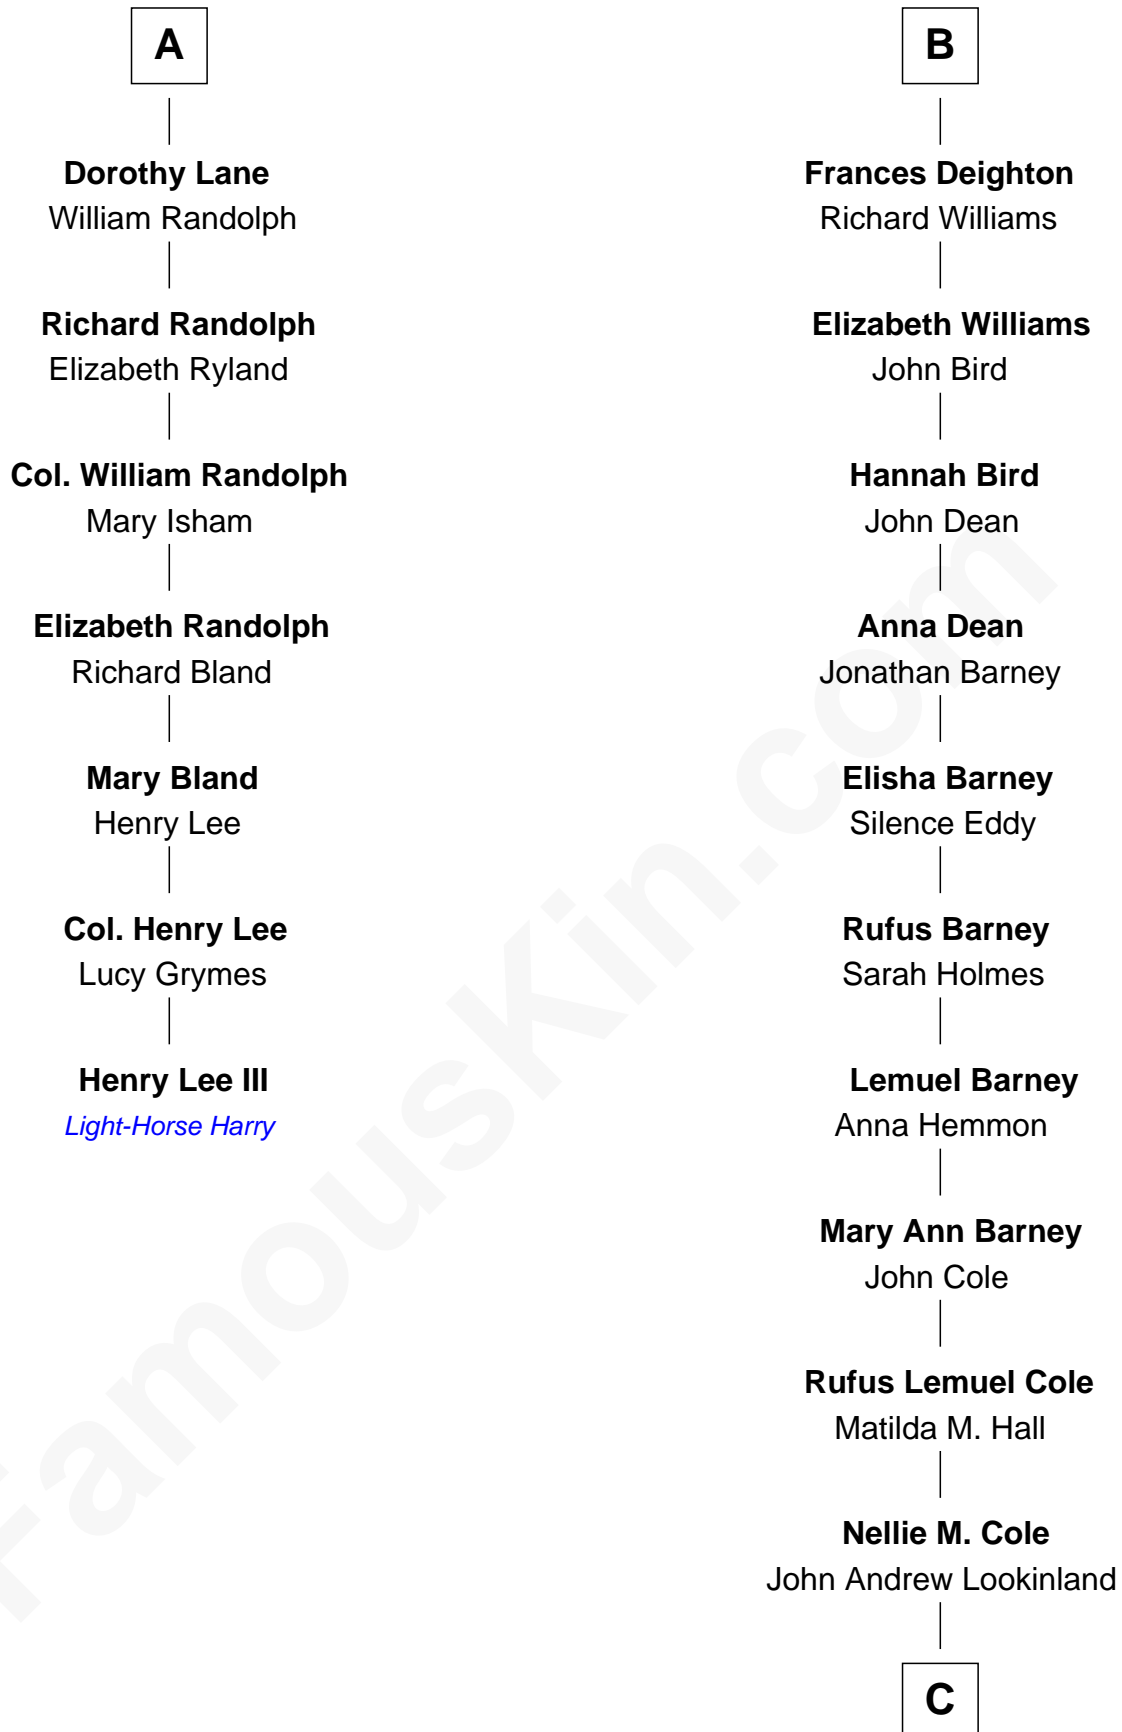 A
Dorothy Lane
William Randolph
Richard Randolph
Elizabeth Ryland
Col. William Randolph
Mary Isham
Elizabeth Randolph
Richard Bland
Mary Bland
Henry Lee
Col. Henry Lee
Lucy Grymes
Henry Lee III
Light-Horse Harry
B
Frances Deighton
Richard Williams
Elizabeth Williams
John Bird
Hannah Bird
John Dean
Anna Dean
Jonathan Barney
Elisha Barney
Silence Eddy
Rufus Barney
Sarah Holmes
Lemuel Barney
Anna Hemmon
Mary Ann Barney
John Cole
Rufus Lemuel Cole
Matilda M. Hall
Nellie M. Cole
John Andrew Lookinland
C
FamousKin.com